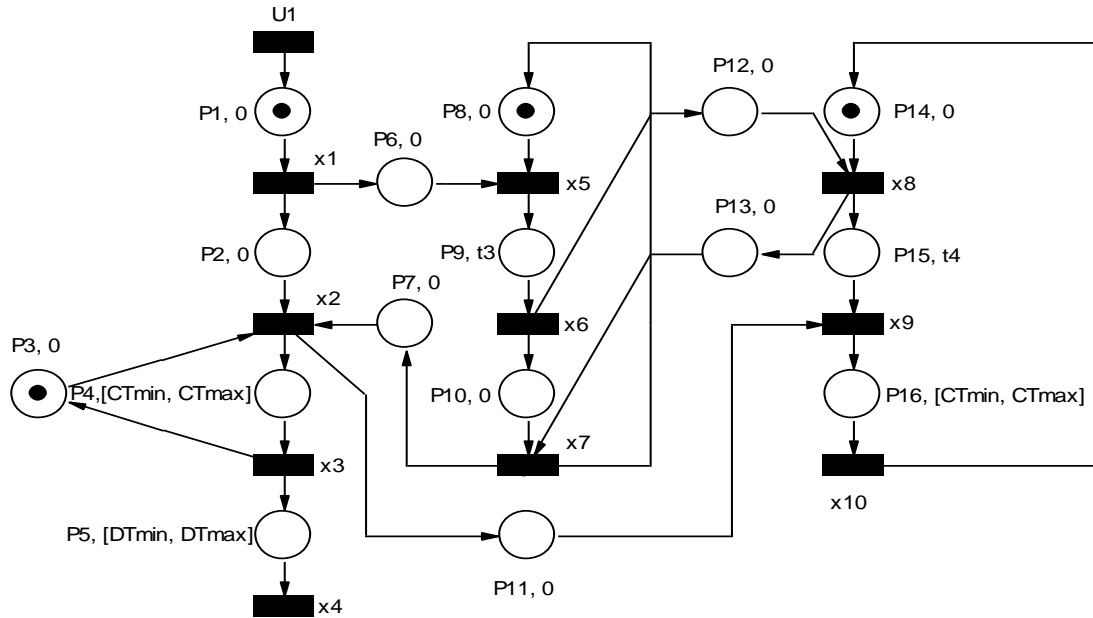 U1
P12, 0
P1, 0
P8, 0
P14, 0
P6, 0
x1
x5
x8
P13, 0
P2, 0
P9, t3
P15, t4
P7, 0
x2
x6
x9
P3, 0
P4,[CTmin, CTmax]
P10, 0
P16, [CTmin, CTmax]
x7
x3
x10
P5, [DTmin, DTmax]
P11, 0
x4